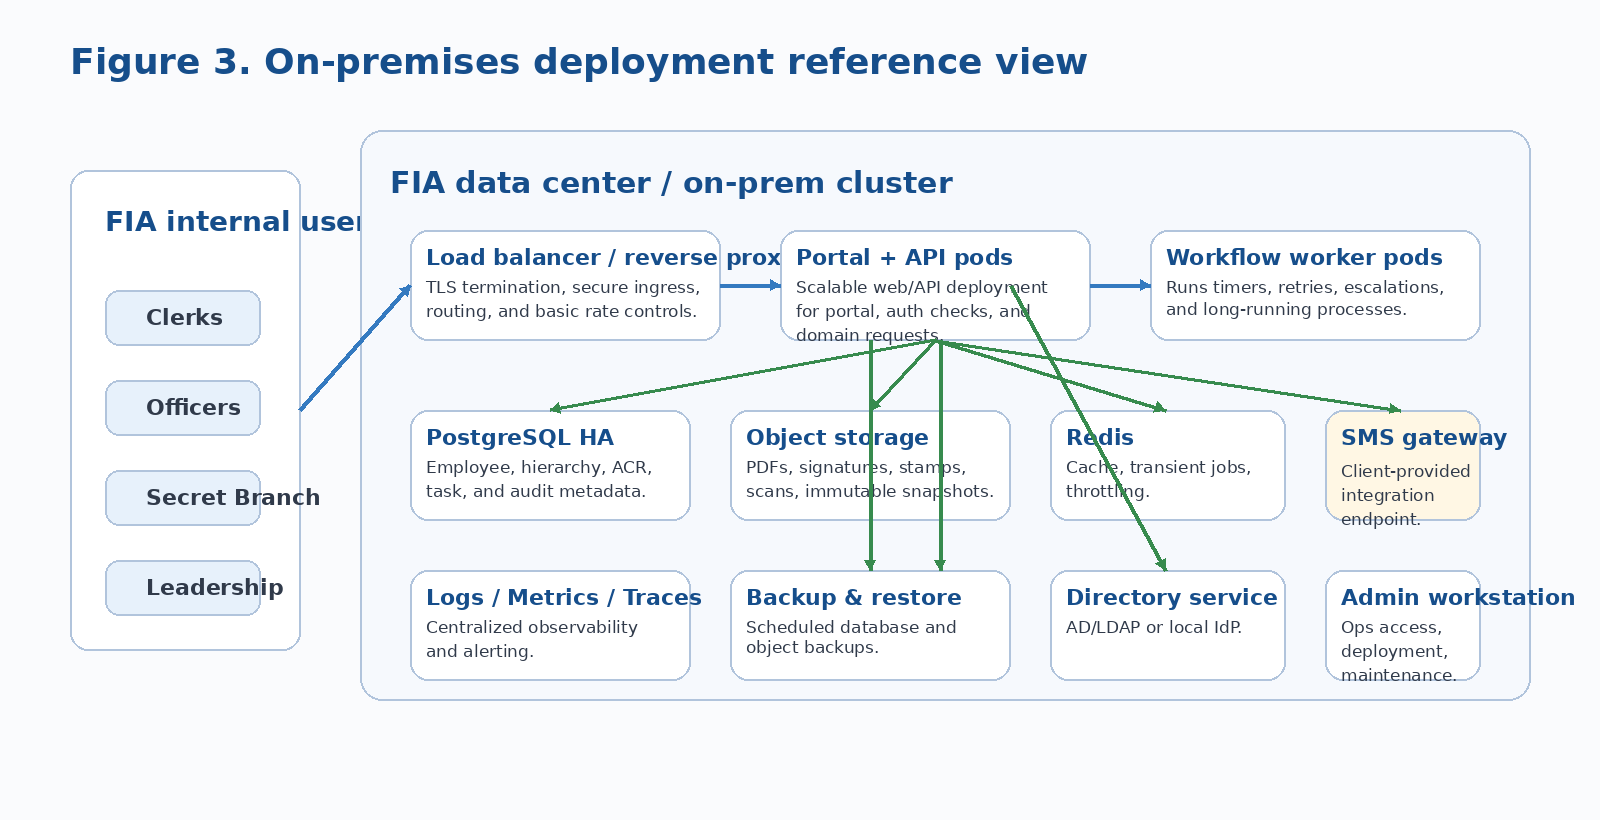 Figure 3. On-premises deployment reference view
FIA internal user
Clerks
Officers
Secret Branch
Leadership
FIA data center / on-prem cluster
Load balancer / reverse prox
TLS termination, secure ingress,
routing, and basic rate controls.
Portal + API pods
Scalable web/API deployment
for portal, auth checks, and
domain requests.
Workflow worker pods
Runs timers, retries, escalations,
and long-running processes.
PostgreSQL HA
Employee, hierarchy, ACR,
task, and audit metadata.
Object storage
PDFs, signatures, stamps,
scans, immutable snapshots.
Redis
Cache, transient jobs,
throttling.
SMS gateway
Client-provided
integration
endpoint.
Logs / Metrics / Traces
Centralized observability
and alerting.
Backup & restore
Scheduled database and
object backups.
Directory service
AD/LDAP or local IdP.
Admin workstation
Ops access,
deployment,
maintenance.